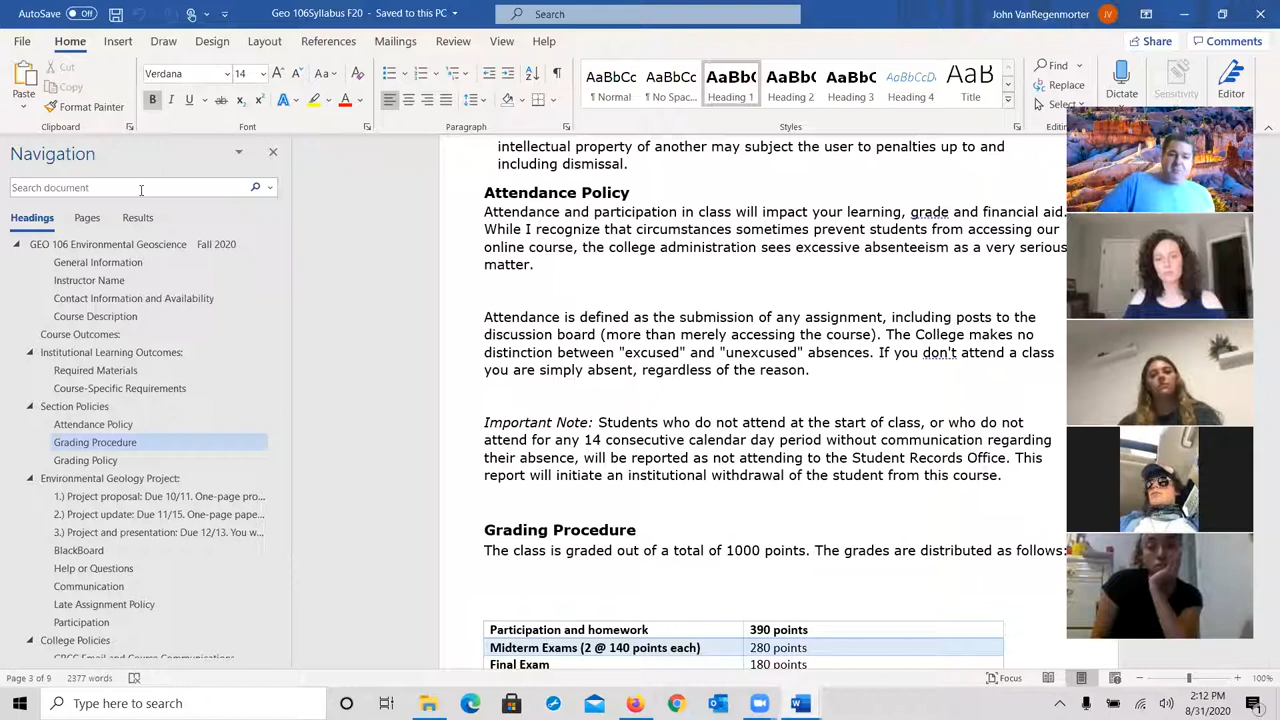 AutoSave Off Geo 106Syllabus F20 - Saved to this PC Search John VanRegenmorter JV
File Home Insert Draw Design Layout References Mailings Review View Help Share Comments
Paste Cut Copy Format Painter Clipboard
Verdana 14 Font
Paragraph
AaBbCc AaBbCc AaBb AaBbC AaBbC AaBbCcD AaB
¶ Normal ¶ No Spac... Heading 1 Heading 2 Heading 4 Title
Styles
Find Replace Select
Dictate Sensitivity Editor
Navigation
Search document
Headings Pages Results
GEO 106 Environmental Geoscience Fall 2020
General Information
Instructor Name
Contact Information and Availability
Course Description
Course Outcomes:
Institutional Learning Outcomes:
Required Materials
Course-Specific Requirements
Section Policies
Attendance Policy
Grading Procedure
Grading Policy
Environmental Geology Project:
1.) Project proposal: Due 10/11. One-page pro...
2.) Project update: Due 11/15. One-page pape...
3.) Project and presentation: Due 12/13. You w...
BlackBoard
Help or Questions
Communication
Late Assignment Policy
Participation
College Policies
intellectual property of another may subject the user to penalties up to and
including dismissal.
Attendance Policy
Attendance and participation in class will impact your learning, grade and financial aid.
While I recognize that circumstances sometimes prevent students from accessing our
online course, the college administration sees excessive absenteeism as a very serious
matter.
Attendance is defined as the submission of any assignment, including posts to the
discussion board (more than merely accessing the course). The College makes no
distinction between "excused" and "unexcused" absences. If you don't attend a class
you are simply absent, regardless of the reason.
Important Note: Students who do not attend at the start of class, or who do not
attend for any 14 consecutive calendar day period without communication regarding
their absence, will be reported as not attending to the Student Records Office. This
report will initiate an institutional withdrawal of the student from this course.
Grading Procedure
The class is graded out of a total of 1000 points. The grades are distributed as follows:
Participation and homework 390 points
Midterm Exams (2 @ 140 points each) 280 points
Final Exam 180 points
Page 3 of 9 2377 words Focus 100%
Type here to search 2:12 PM
8/31/2020